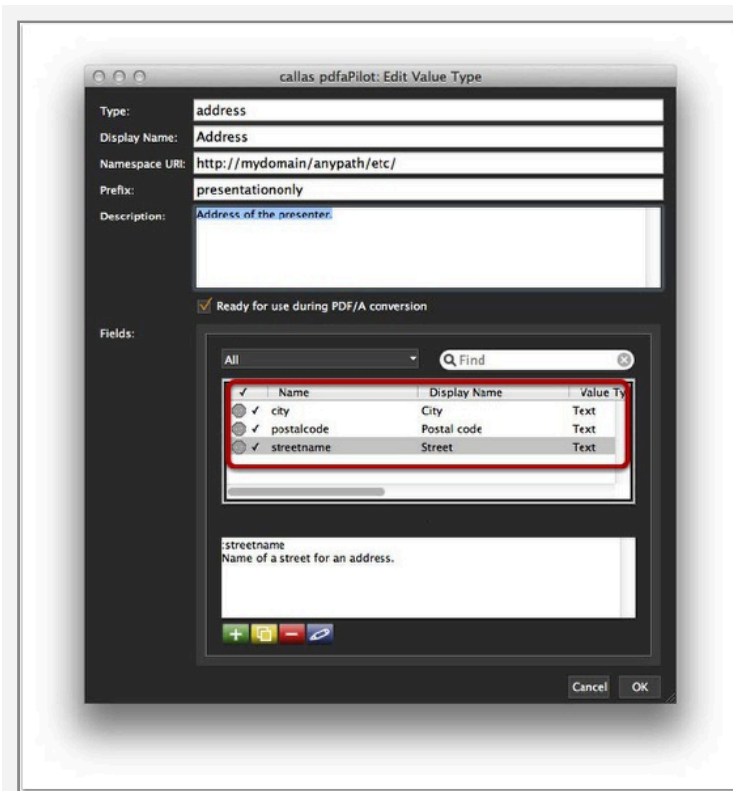 callas pdfaPilot: Edit Value Type
Type: address
Display Name: Address
Namespace URI: http://mydomain/anypath/etc/
Prefix: presentationonly
Description: Address of the presenter.
Ready for use during PDF/A conversion
Fields:
All Find
✓ Name Display Name Value Ty
✓ city City Text
✓ postalcode Postal code Text
✓ streetname Street Text
:streetname
Name of a street for an address.
Cancel OK